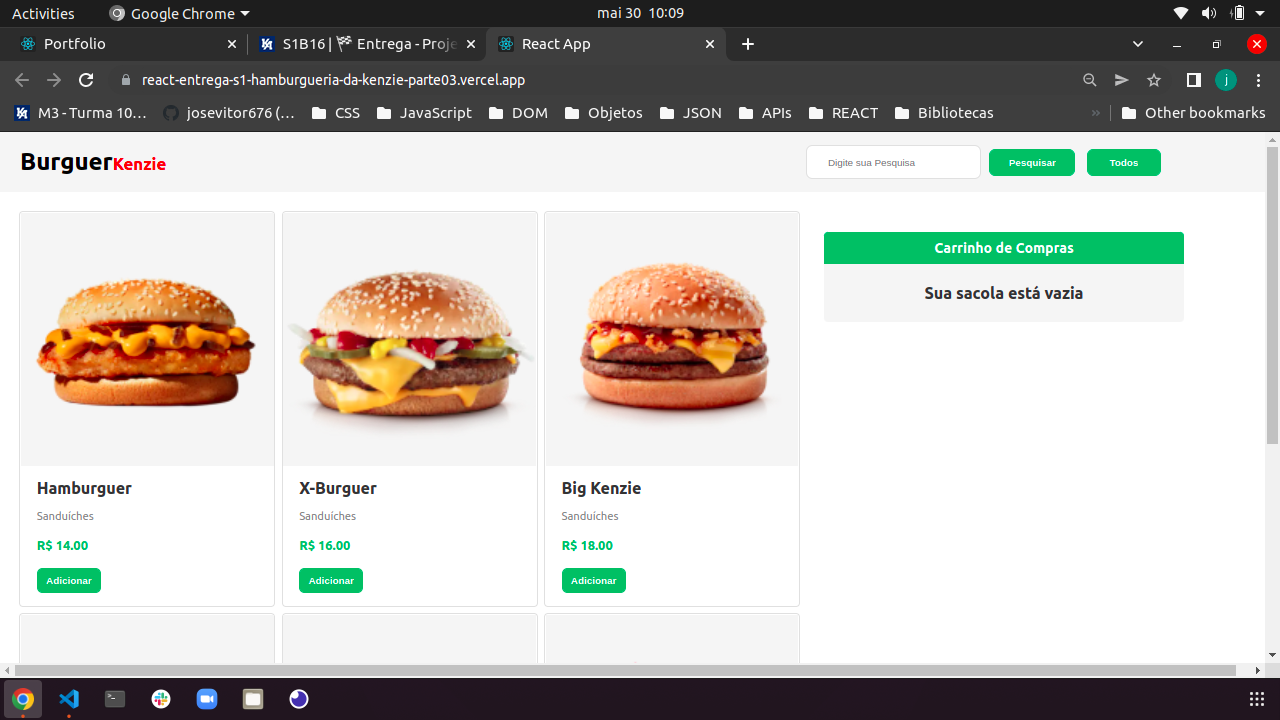 Activities Google Chrome mai 30 10:09
Portfolio S1B16 | 🏁 Entrega - Proje React App
react-entrega-s1-hamburgueria-da-kenzie-parte03.vercel.app j
M3 - Turma 10… josevitor676 (… CSS JavaScript DOM Objetos JSON APIs REACT Bibliotecas » Other bookmarks
BurguerKenzie Digite sua Pesquisa Pesquisar Todos
Carrinho de Compras
Sua sacola está vazia
Hamburguer
Sanduíches
R$ 14.00
Adicionar
X-Burguer
Sanduíches
R$ 16.00
Adicionar
Big Kenzie
Sanduíches
R$ 18.00
Adicionar